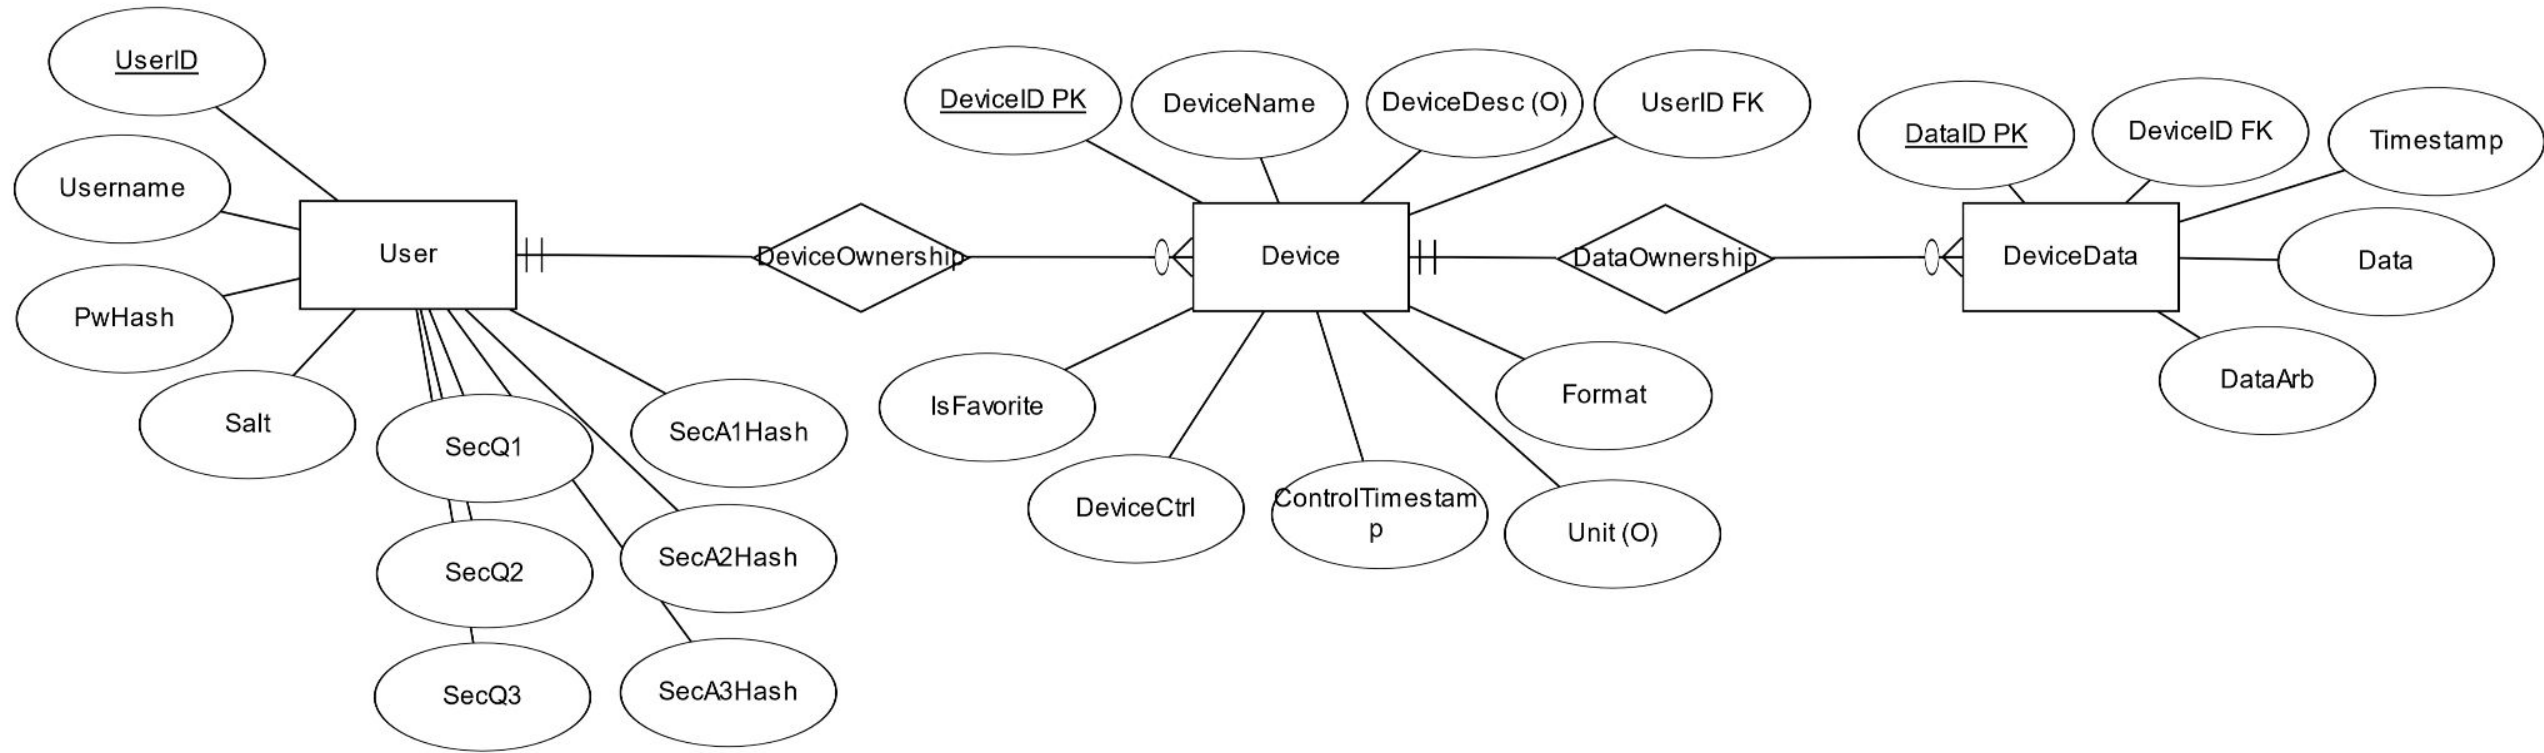 UserID
Username
PwHash
Salt
User
SecQ1
SecQ2
SecQ3
SecA1Hash
SecA2Hash
SecA3Hash
DeviceOwnership
DeviceID PK
DeviceName
DeviceDesc (O)
UserID FK
Device
IsFavorite
DeviceCtrl
ControlTimestam
p
Unit (O)
Format
DataOwnership
DataID PK
DeviceID FK
Timestamp
DeviceData
Data
DataArb